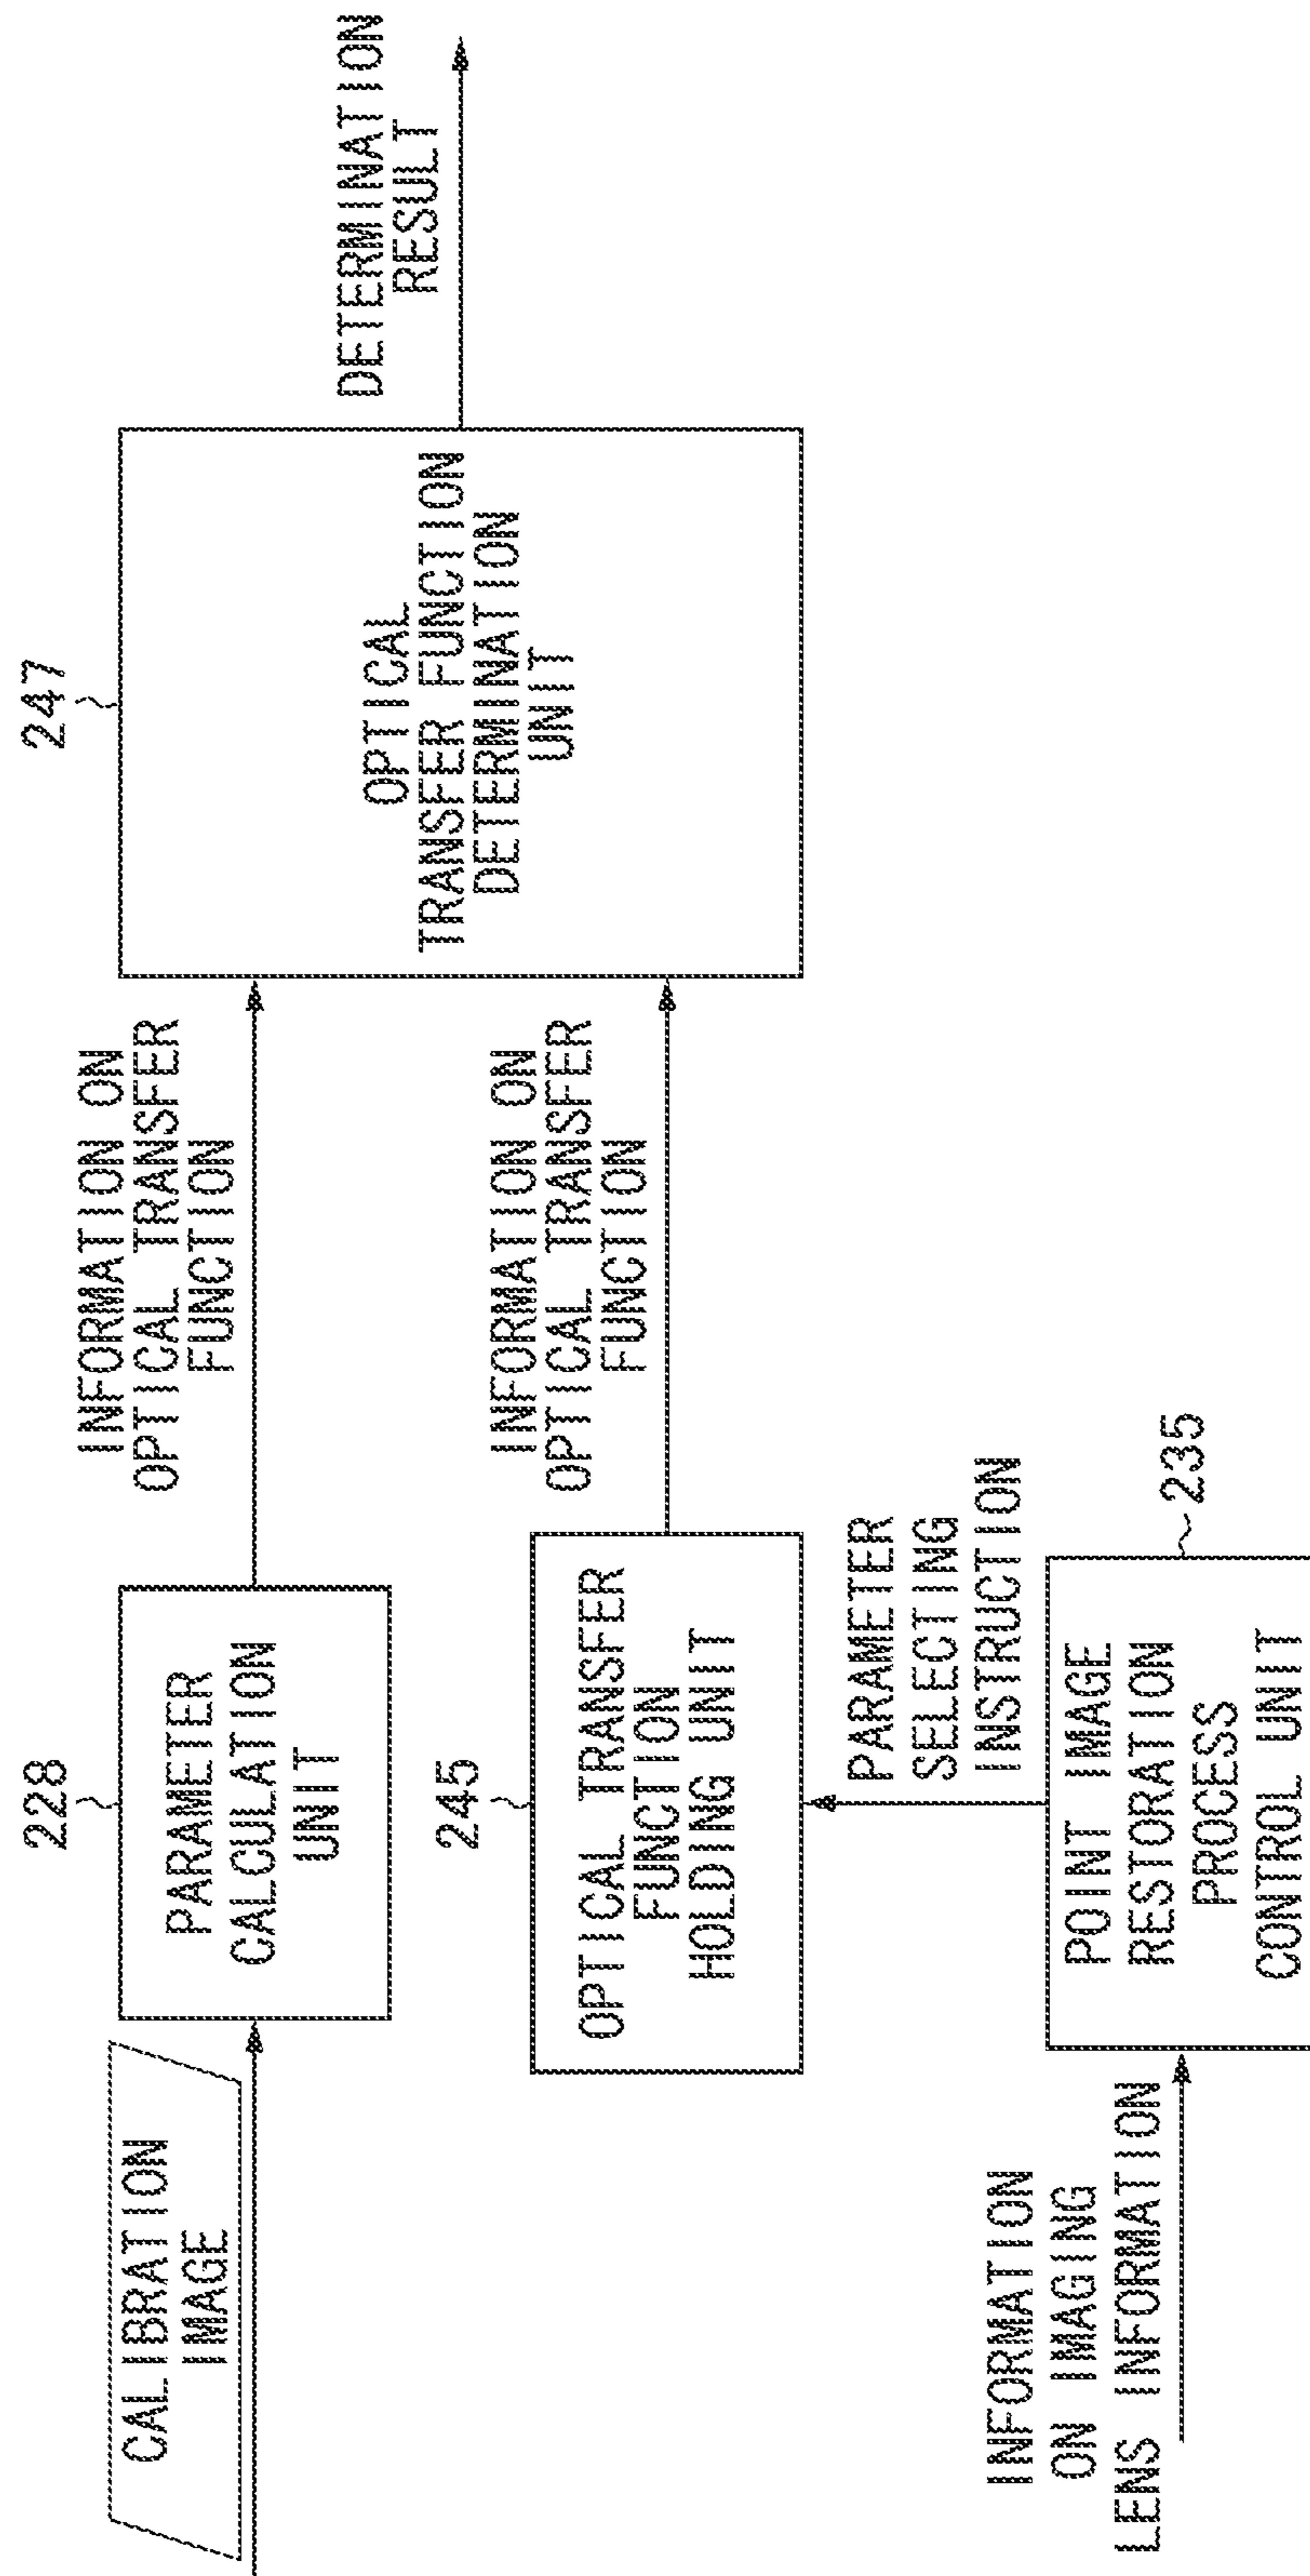 CALIBRATION
IMAGE
228
PARAMETER
CALCULATION
UNIT
INFORMATION ON
OPTICAL TRANSFER
FUNCTION
247
OPTICAL
TRANSFER FUNCTION
DETERMINATION
UNIT
DETERMINATION
RESULT
245
OPTICAL TRANSFER
FUNCTION
HOLDING UNIT
INFORMATION ON
OPTICAL TRANSFER
FUNCTION
PARAMETER
SELECTING
INSTRUCTION
INFORMATION
ON IMAGING
LENS INFORMATION
POINT IMAGE
RESTORATION
PROCESS
CONTROL UNIT
235